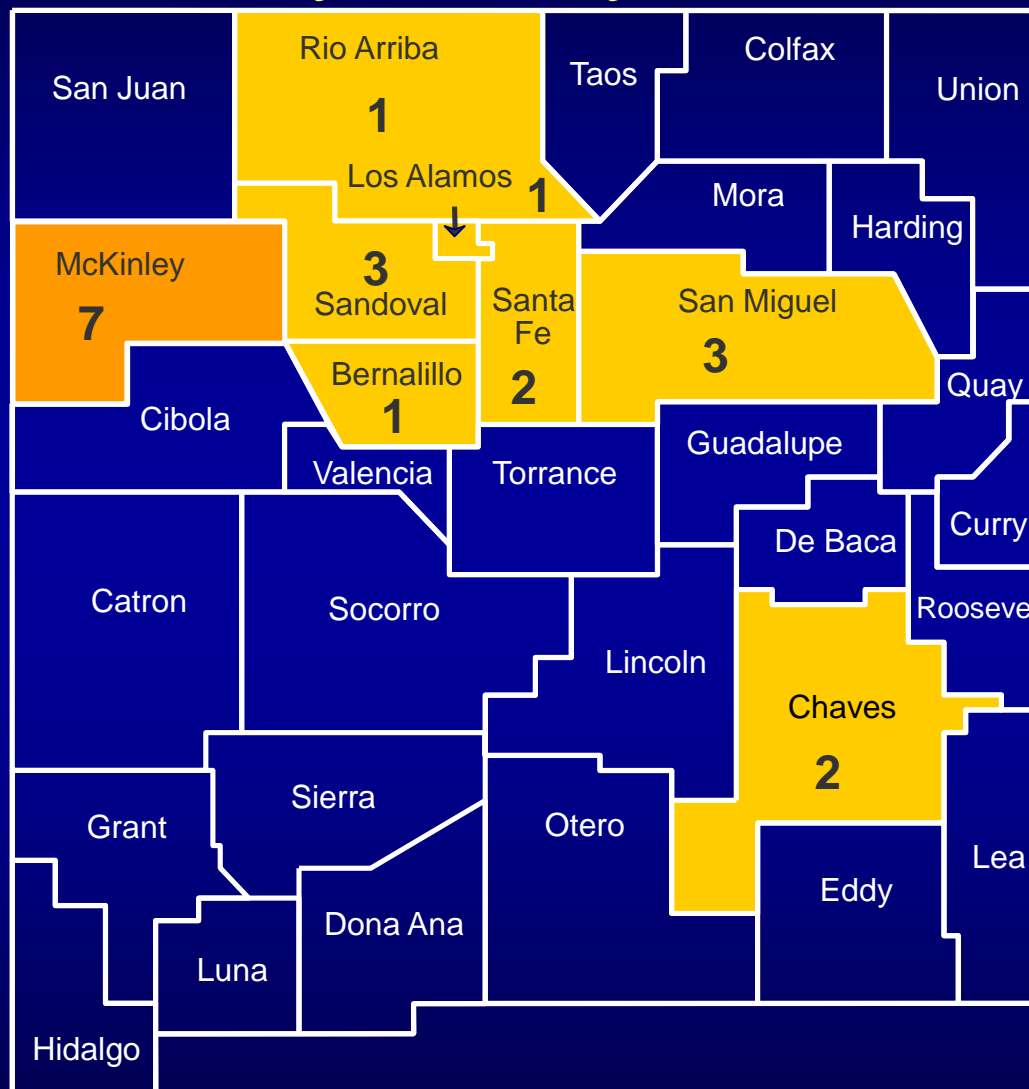 San Juan
Rio Arriba
1
Taos
Colfax
Union
Los Alamos
1
Mora
Harding
McKinley
7
3
Sandoval
Santa
Fe
2
San Miguel
3
Bernalillo
1
Quay
Cibola
Valencia
Torrance
Guadalupe
De Baca
Curry
Catron
Socorro
Lincoln
Rooseve
Chaves
2
Sierra
Grant
Otero
Lea
Eddy
Dona Ana
Luna
Hidalgo